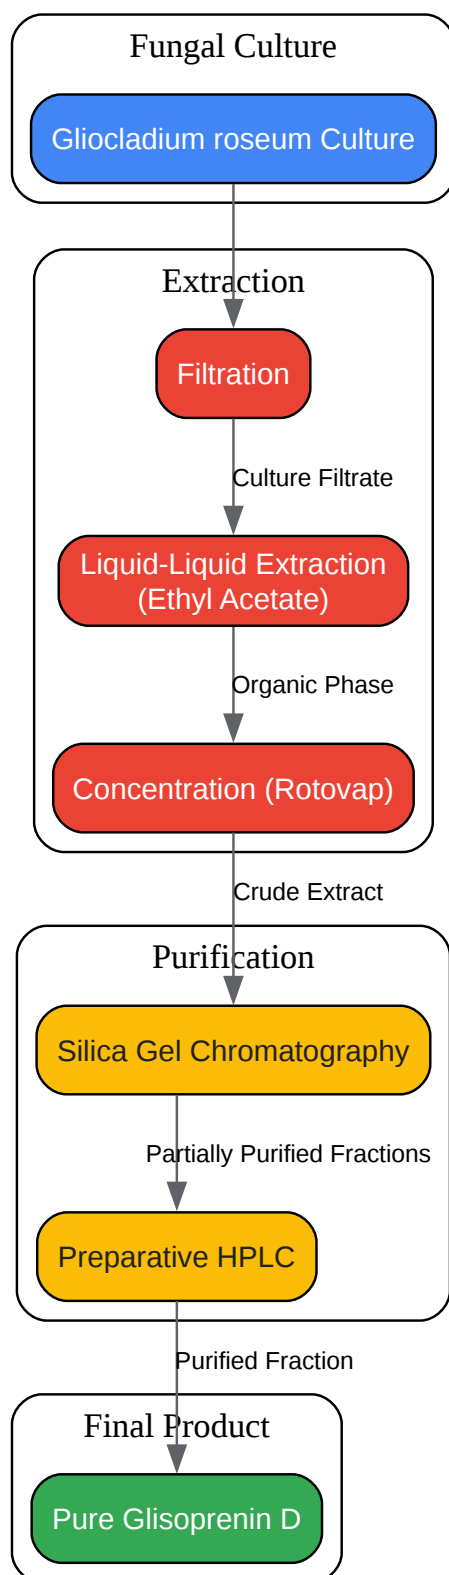 Fungal Culture
Gliocladium roseum Culture
Extraction
Filtration
Culture Filtrate
Liquid-Liquid Extraction
(Ethyl Acetate)
Organic Phase
Concentration (Rotovap)
Crude Extract
Purification
Silica Gel Chromatography
Partially Purified Fractions
Preparative HPLC
Purified Fraction
Final Product
Pure Glisoprenin D